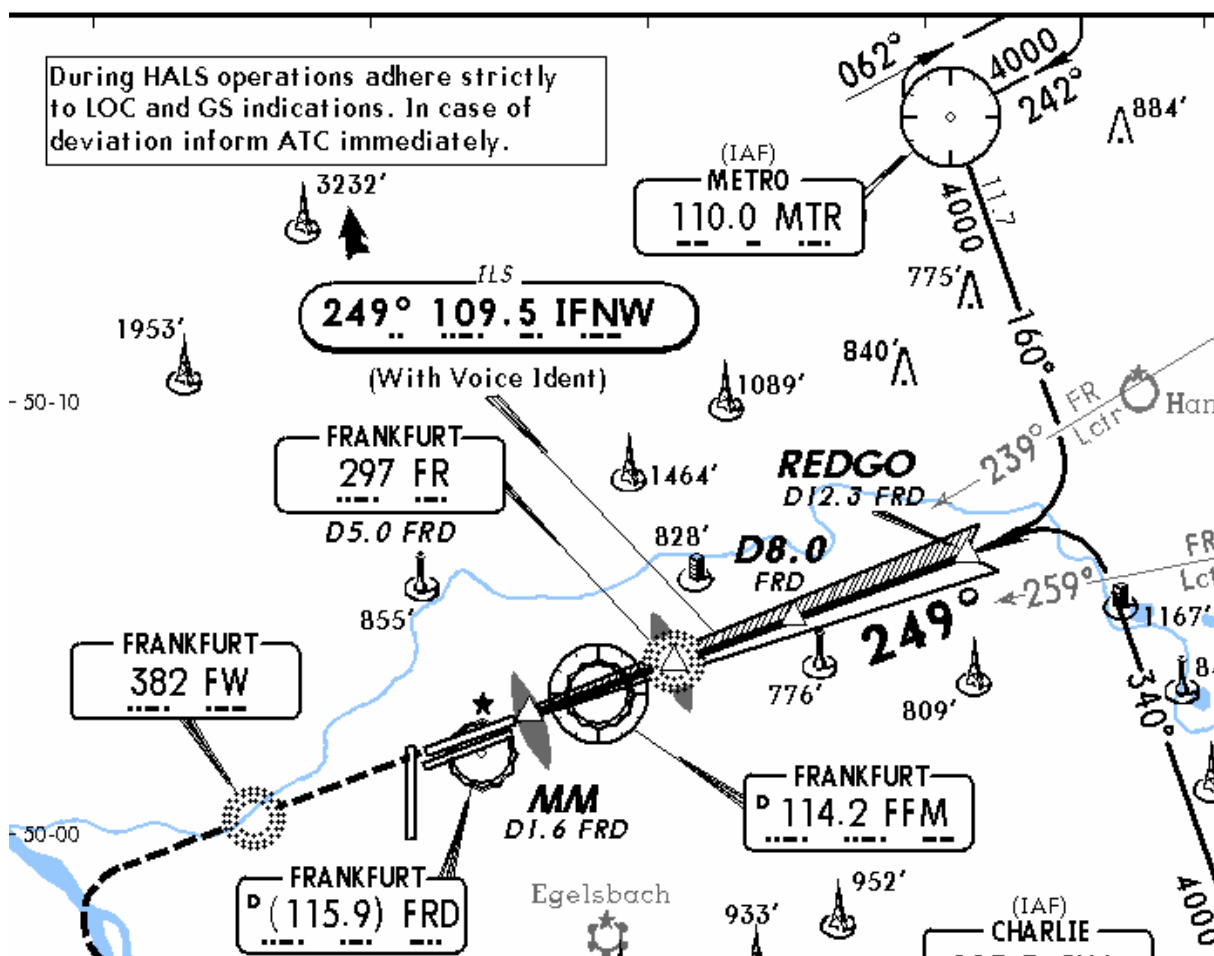 During HALS operations adhere strictly
to LOC and GS indications. In case of
deviation inform ATC immediately.
062°
4000
242°
884'
(IAF)
METRO
110.0 MTR
4000
11.7
3232'
ILS
249° 109.5 IFNW
(With Voice Ident)
775'
160°
1953'
840'
1089'
50-10
FR
Lctr
239°
Han
FRANKFURT
297 FR
D5.0 FRD
1464'
REDGO
D12.3 FRD
828'
D8.0
FRD
FR
Lct
259°
855'
249°
1167'
FRANKFURT
382 FW
776'
809'
84
340°
MM
D1.6 FRD
FRANKFURT
D 114.2 FFM
50-00
FRANKFURT
D (115.9) FRD
Egelsbach
952'
933'
4000
(IAF)
CHARLIE